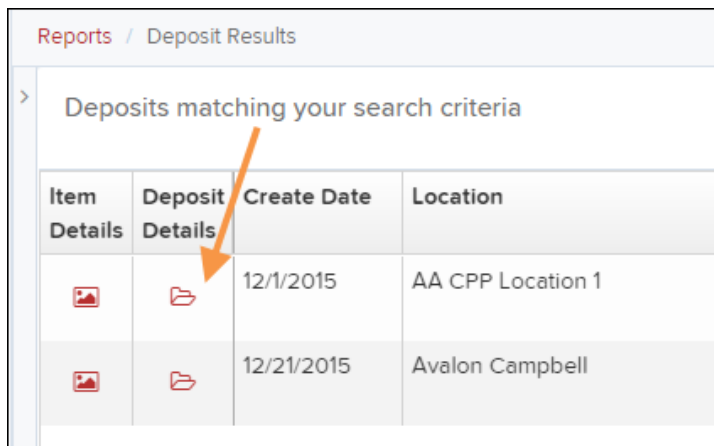 Reports / Deposit Results
>
Deposits matching your search criteria
Item Details Deposit Details Create Date Location
12/1/2015 AA CPP Location 1
12/21/2015 Avalon Campbell